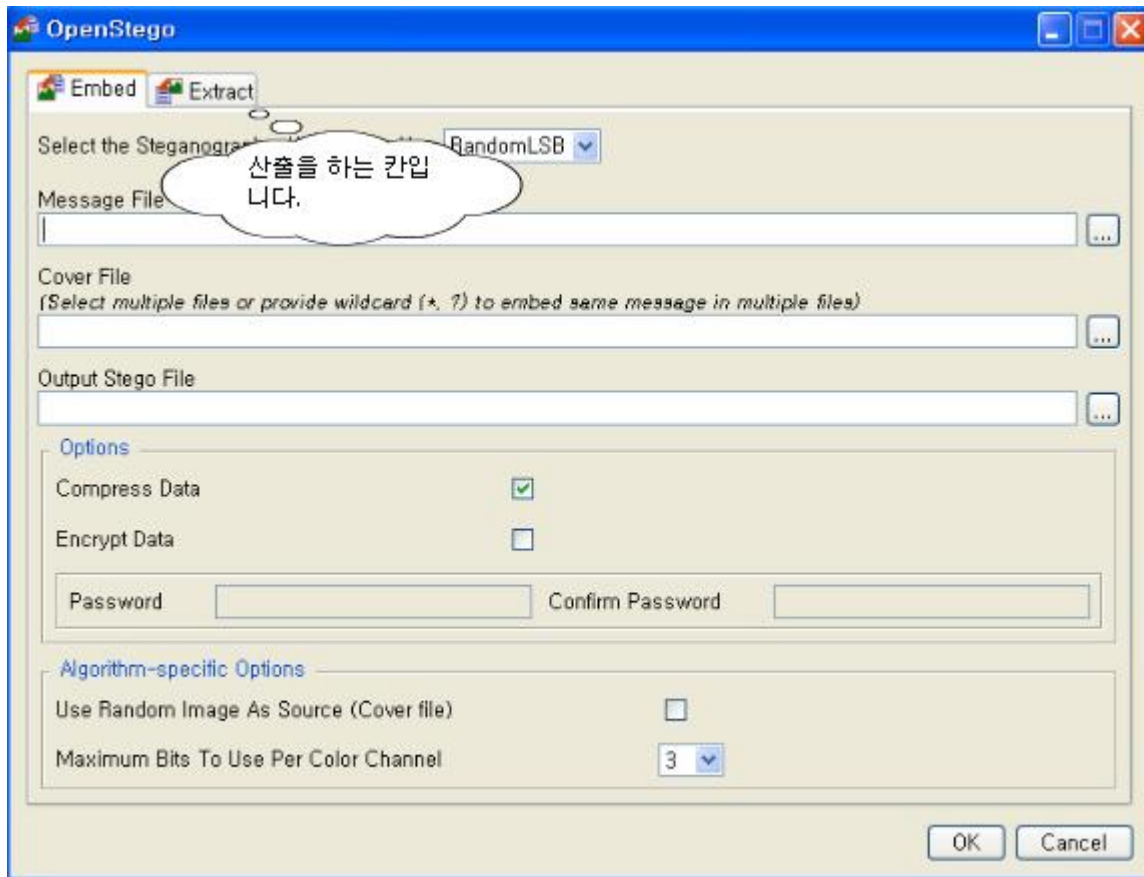 OpenStego
Embed Extract
Select the RandomLSB
산출을 하는 칸입
니다.
Message File
...
Cover File
(Select multiple files or provide wildcard (*, ?) to embed same message in multiple files)
...
Output Stego File
...
Options
Compress Data
Encrypt Data
Password Confirm Password
Algorithm-specific Options
Use Random Image As Source (Cover file)
Maximum Bits To Use Per Color Channel 3
OK Cancel